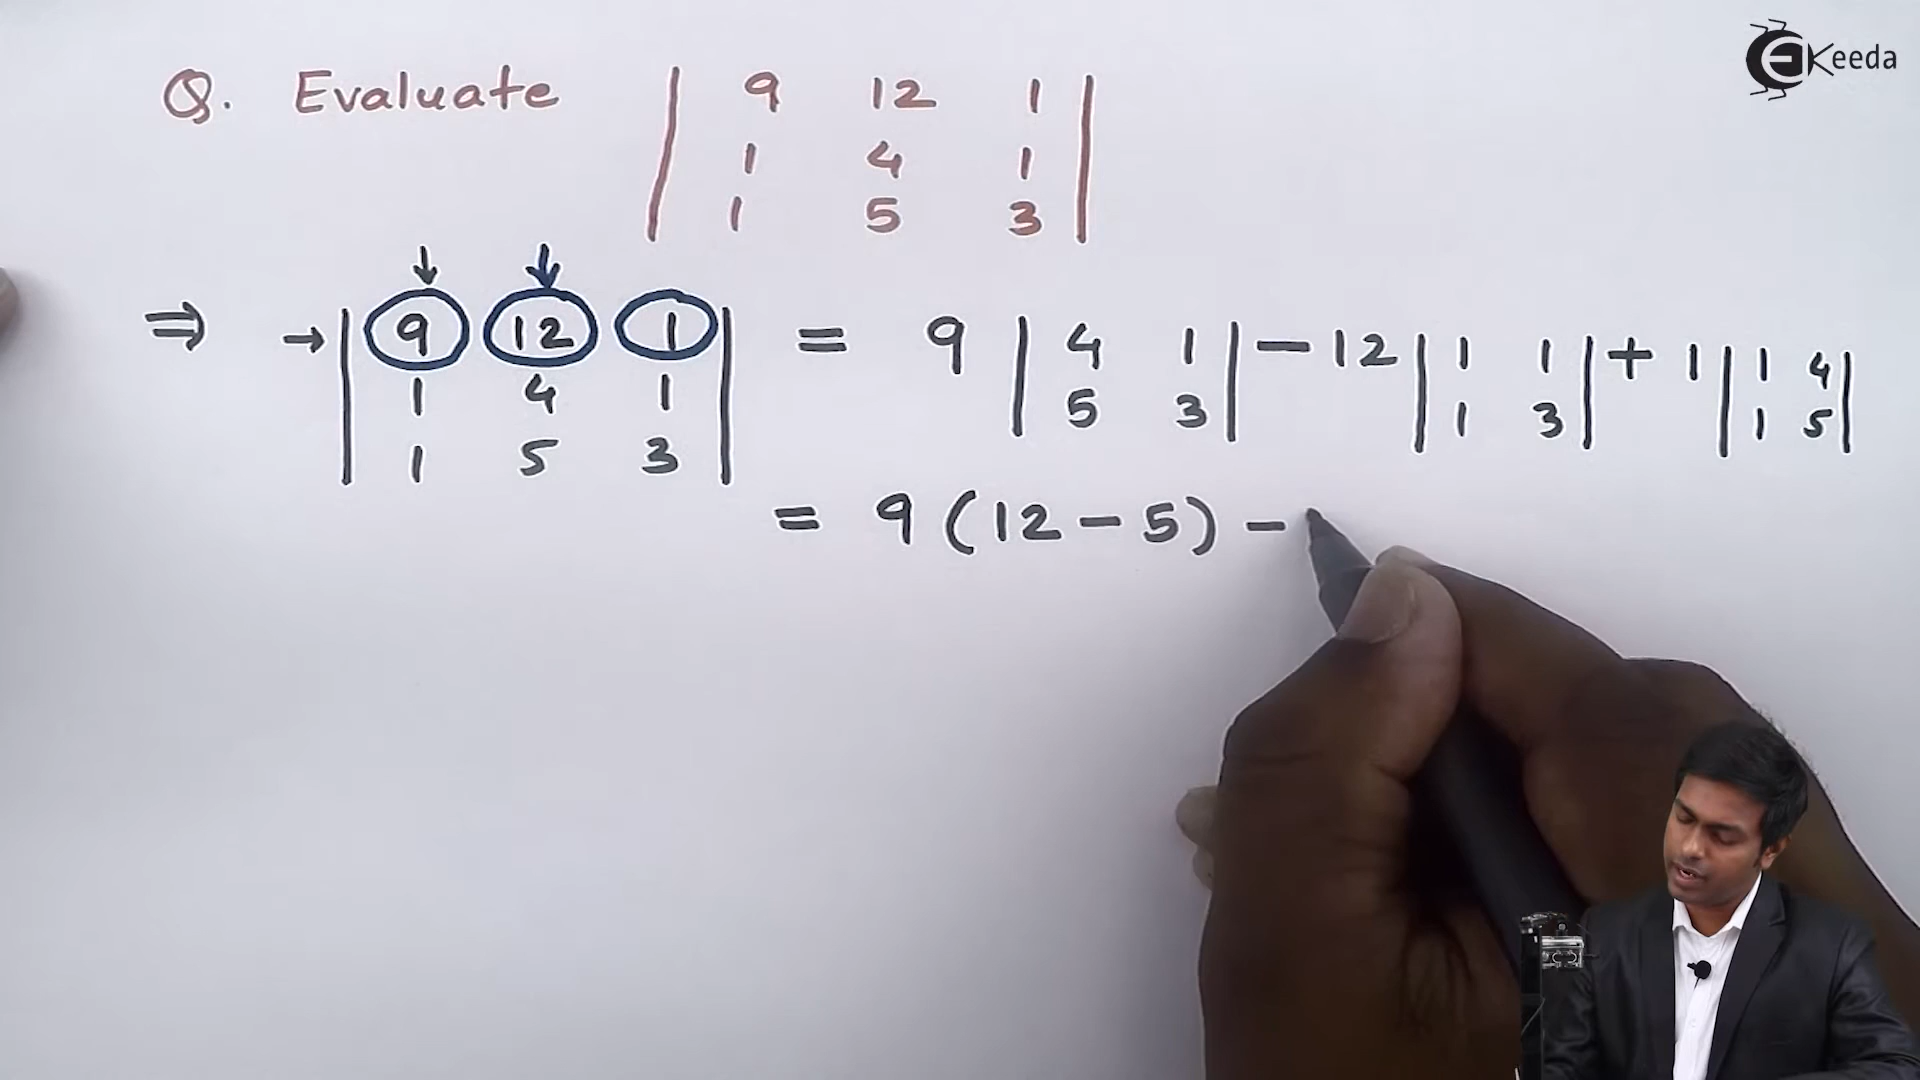 Keeda
Q. Evaluate | 9 12 1 |
1 4 1
1 5 3
⇒ → | 9 12 1 | = 9 | 4 1 | - 12 | 1 1 | + 1 | 1 4 |
1 4 1 5 3 1 3 1 5
1 5 3
= 9 (12 - 5) -